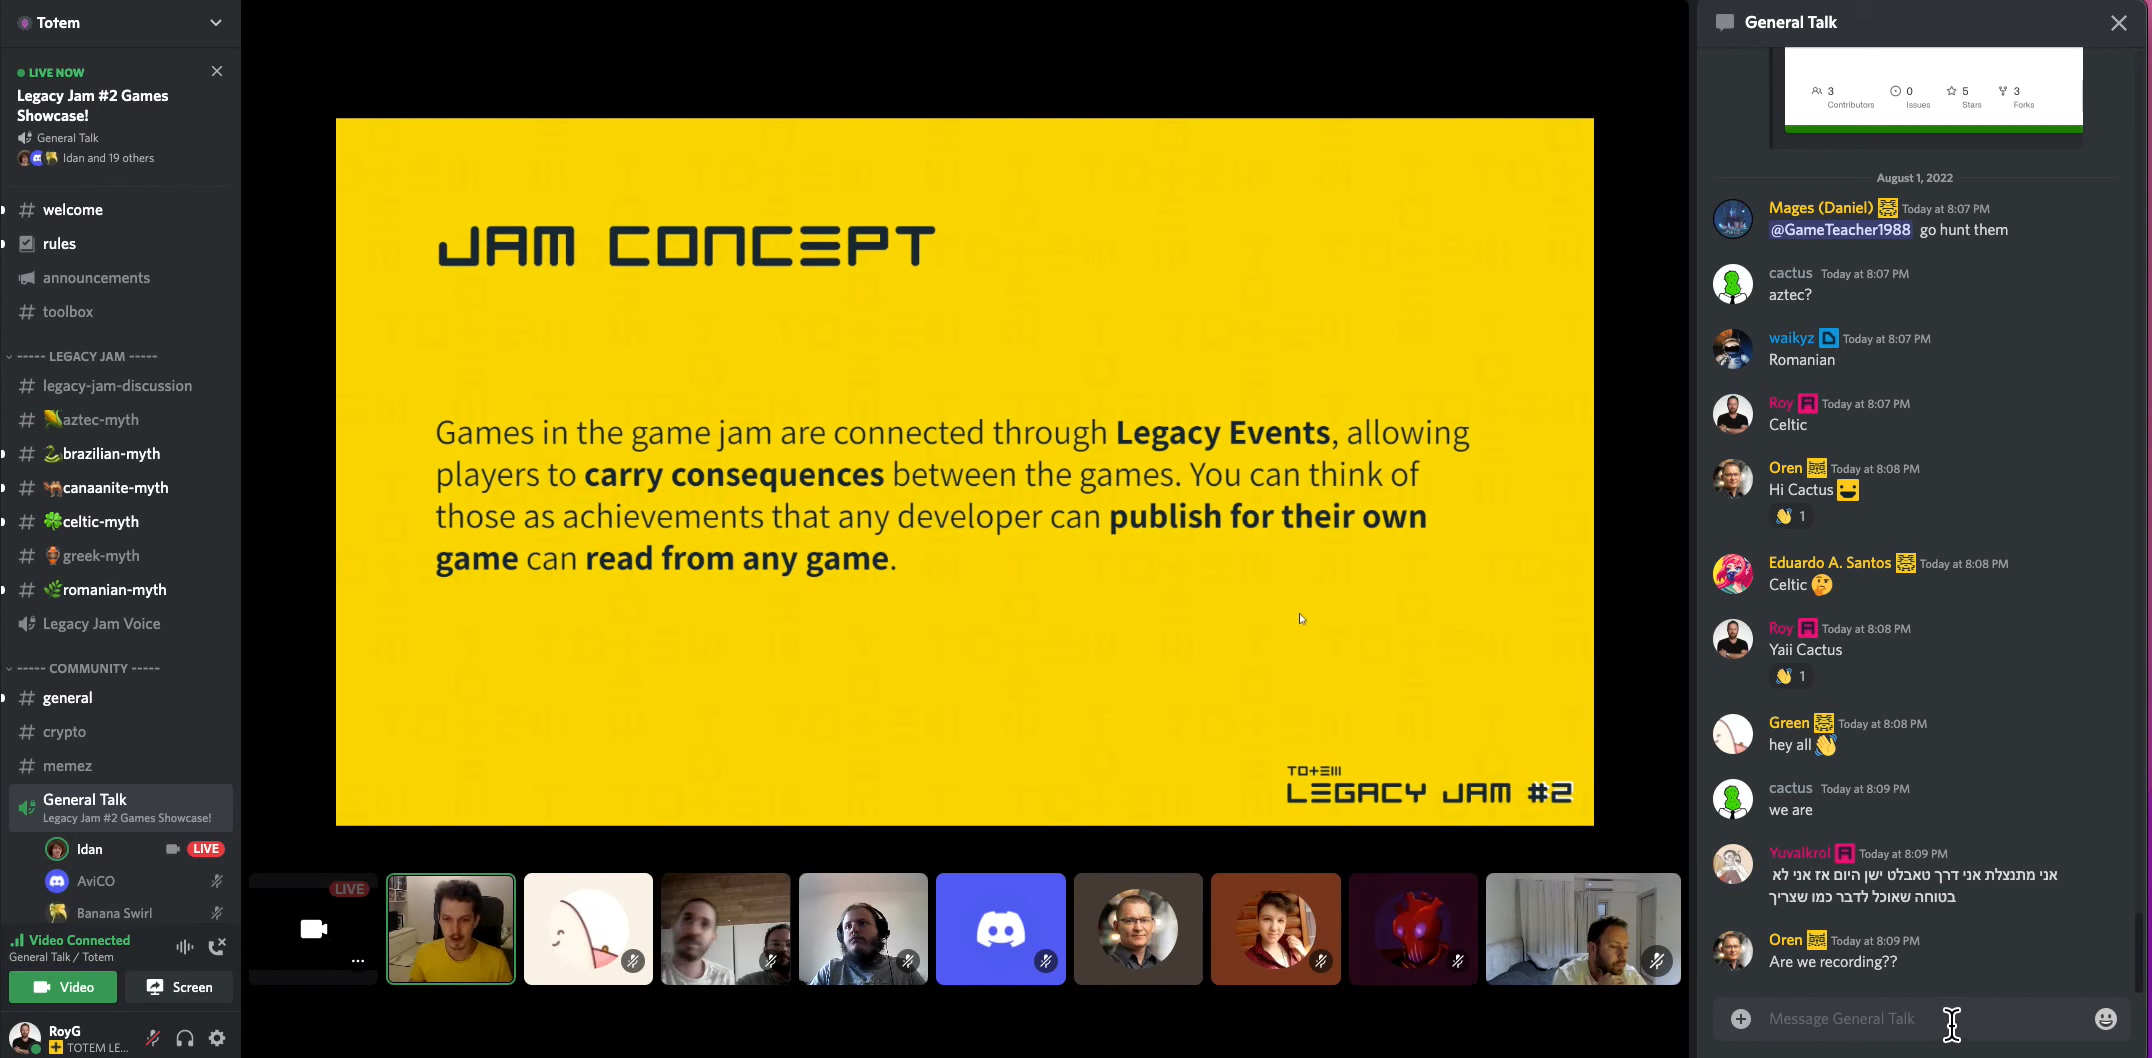 Totem
LIVE NOW
Legacy Jam #2 Games
Showcase!
General Talk
Idan and 19 others
welcome
rules
announcements
toolbox
----- LEGACY JAM -----
legacy-jam-discussion
🌽aztec-myth
🐍brazilian-myth
🐫canaanite-myth
🍀celtic-myth
🏺greek-myth
🌿romanian-myth
Legacy Jam Voice
----- COMMUNITY -----
general
crypto
memez
General Talk
Legacy Jam #2 Games Showcase!
Idan LIVE
AviCO
Banana Swirl
Video Connected
General Talk / Totem
Video Screen
RoyG
TOTEM LE...
JAM CONCEPT
Games in the game jam are connected through Legacy Events, allowing
players to carry consequences between the games. You can think of
those as achievements that any developer can publish for their own
game can read from any game.
TOTEM
LEGACY JAM #2
LIVE
General Talk
3 0 5 3
Contributors Issues Stars Forks
August 1, 2022
Mages (Daniel) Today at 8:07 PM
@GameTeacher1988 go hunt them
cactus Today at 8:07 PM
aztec?
waikyz Today at 8:07 PM
Romanian
Roy Today at 8:07 PM
Celtic
Oren Today at 8:08 PM
Hi Cactus 😃
👋 1
Eduardo A. Santos Today at 8:08 PM
Celtic 🤔
Roy Today at 8:08 PM
Yaii Cactus
👋 1
Green Today at 8:08 PM
hey all 👋
cactus Today at 8:09 PM
we are
Yuvalkrol Today at 8:09 PM
אני מתנצלת אני דרך טאבלט ישן היום אז אני לא
בטוחה שאוכל לדבר כמו שצריך
Oren Today at 8:09 PM
Are we recording??
Message General Talk